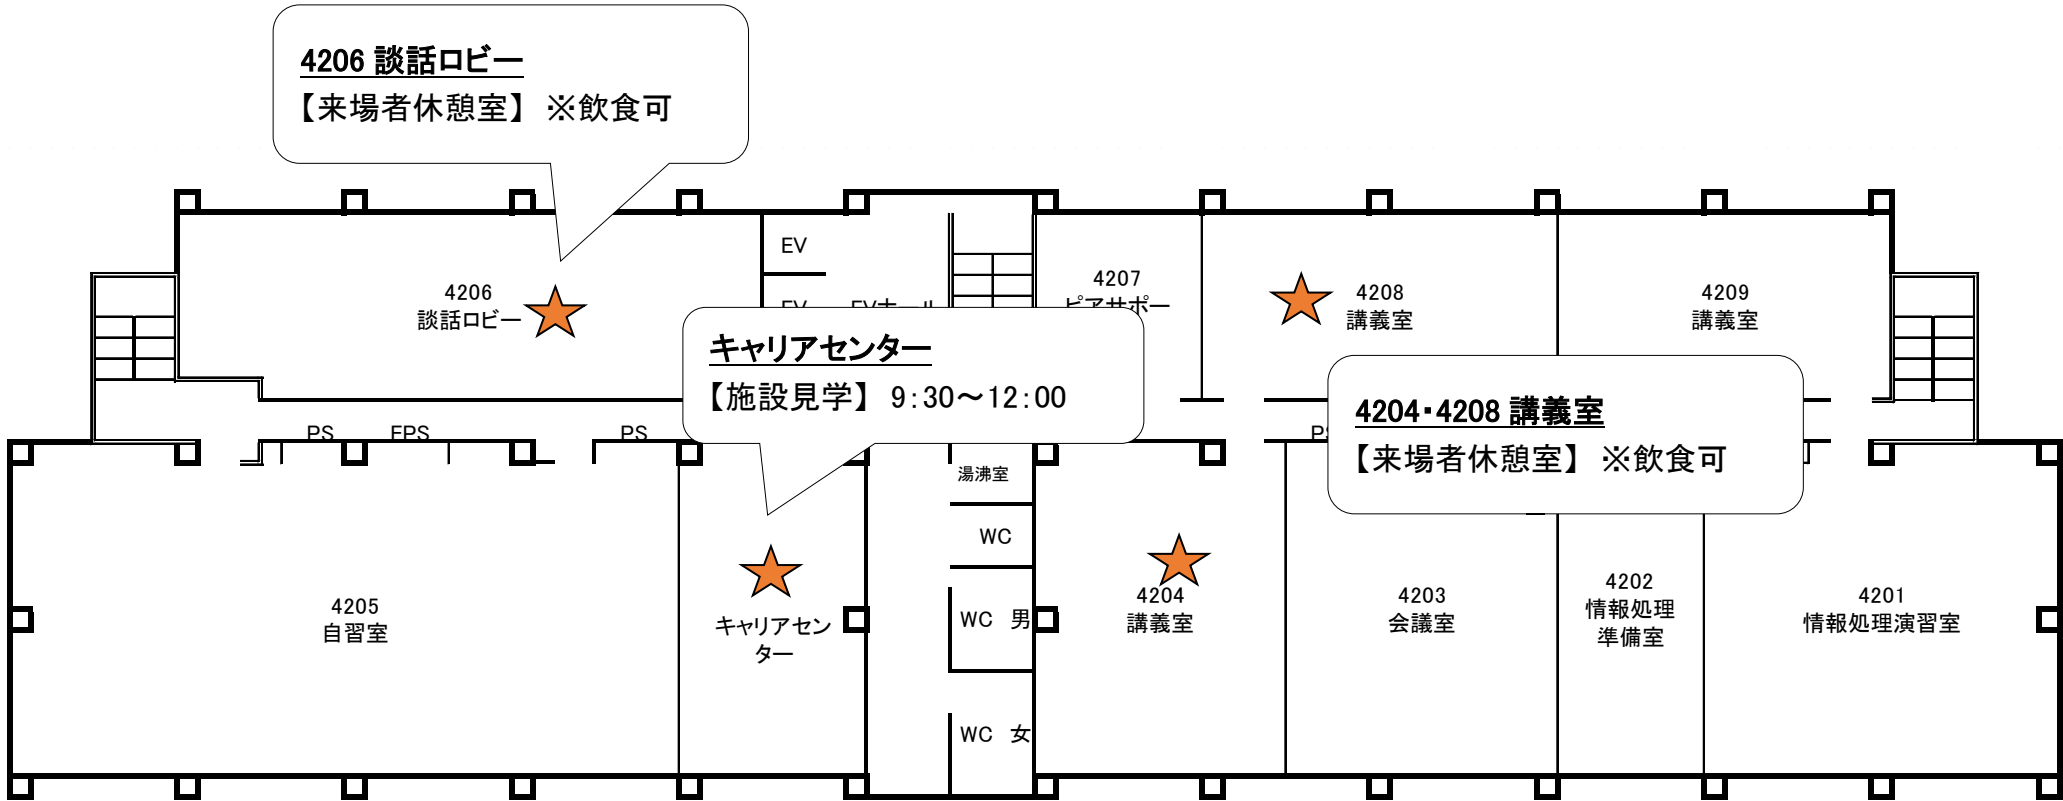 4206 談話ロビー
【来場者休憩室】 ※飲食可
EV
4206
談話ロビー
4207
4208
講義室
4209
講義室
キャリアセンター
【施設見学】 9:30～12:00
4204・4208 講義室
【来場者休憩室】 ※飲食可
PS
EPS
PS
湯沸室
WC
WC 男
WC 女
4205
自習室
キャリアセン
ター
4204
講義室
4203
会議室
4202
情報処理
準備室
4201
情報処理演習室